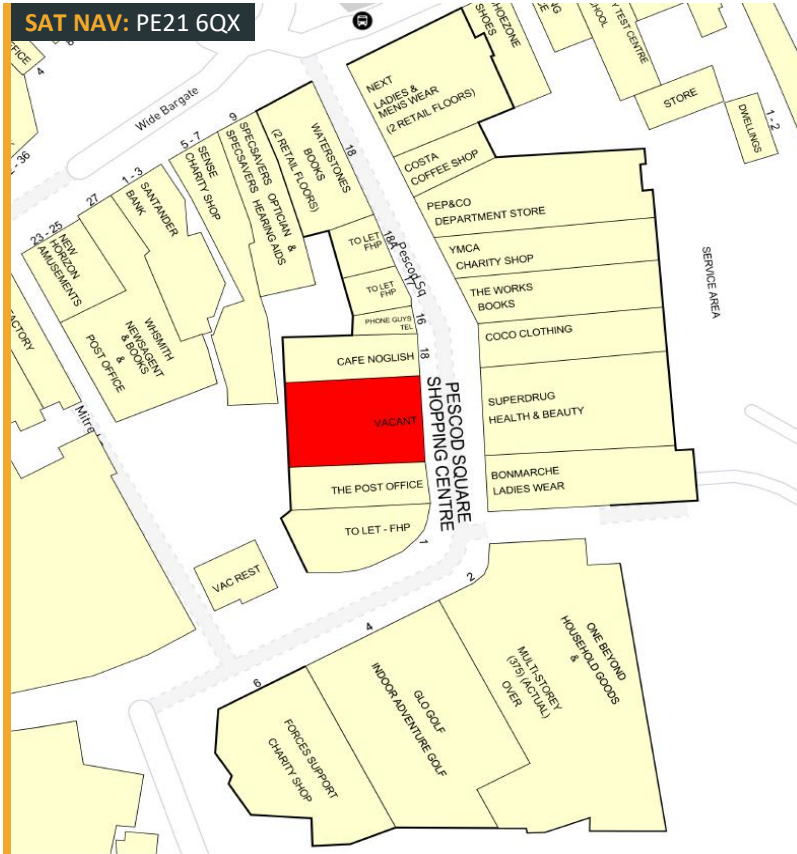 SAT NAV: PE21 6QX
4
Wide Bargate
NEXT
LADIES &
MENS WEAR
(2 RETAIL FLOORS)
SHOES
STORE
DWELLINGS
1 - 2
COSTA
COFFEE SHOP
PEP&CO
DEPARTMENT STORE
YMCA
CHARITY SHOP
THE WORKS
BOOKS
COCO CLOTHING
SUPERDRUG
HEALTH & BEAUTY
BONMARCHE
LADIES WEAR
SERVICE AREA
18
WATERSTONES
BOOKS
(2 RETAIL FLOORS)
9
SPECSAVERS OPTICIAN &
SPECSAVERS HEARING AIDS
5 - 7
SENSE
CHARITY SHOP
1 - 3
SANTANDER
BANK
27
23 - 25
NEW
HORIZON
AMUSEMENTS
WHSMITH
NEWSAGENT
& BOOKS
&
POST OFFICE
TO LET
FHP
18A
Pescod Sq
17
TO LET
FHP
PHONE GUYS
TEL
16
CAFE NOGLISH
18
VACANT
PESCOD SQUARE
SHOPPING CENTRE
THE POST OFFICE
TO LET - FHP
1
VAC REST
2
4
6
ONE BEYOND
HOUSEHOLD GOODS
&
MULTI-STOREY
(375) (ACTUAL)
OVER
GLO GOLF
INDOOR ADVENTURE GOLF
FORCES SUPPORT
CHARITY SHOP